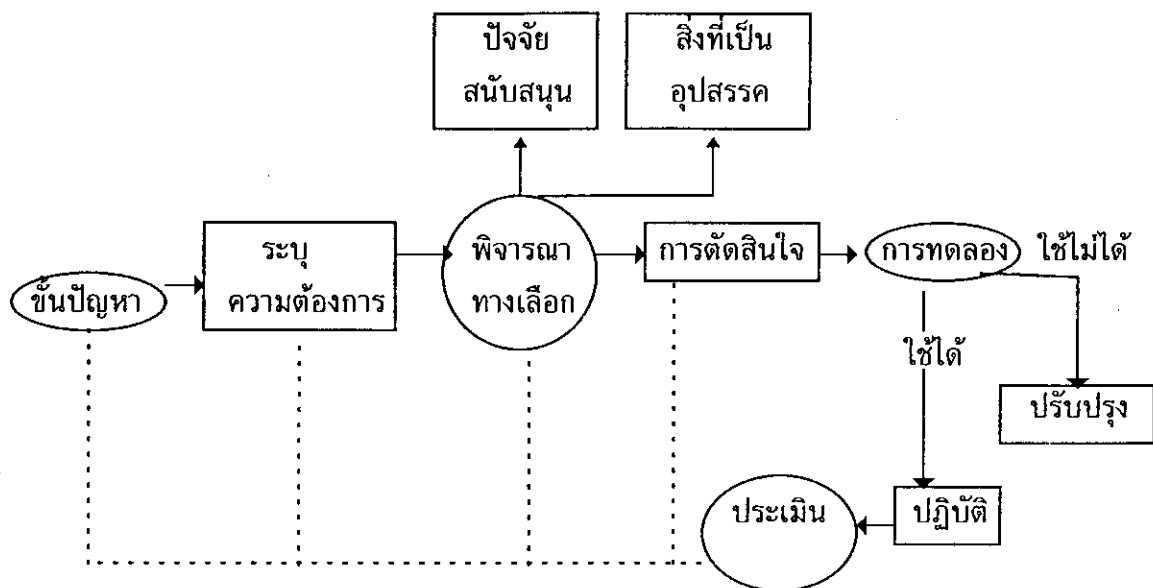 ปัจจัย
สนับสนุน
สิ่งที่เป็น
อุปสรรค
ขั้นปัญหา
ระบุ
ความต้องการ
พิจารณา
ทางเลือก
การตัดสินใจ
การทดลอง
ใช้ไม่ได้
ใช้ได้
ปรับปรุง
ประเมิน
ปฏิบัติ